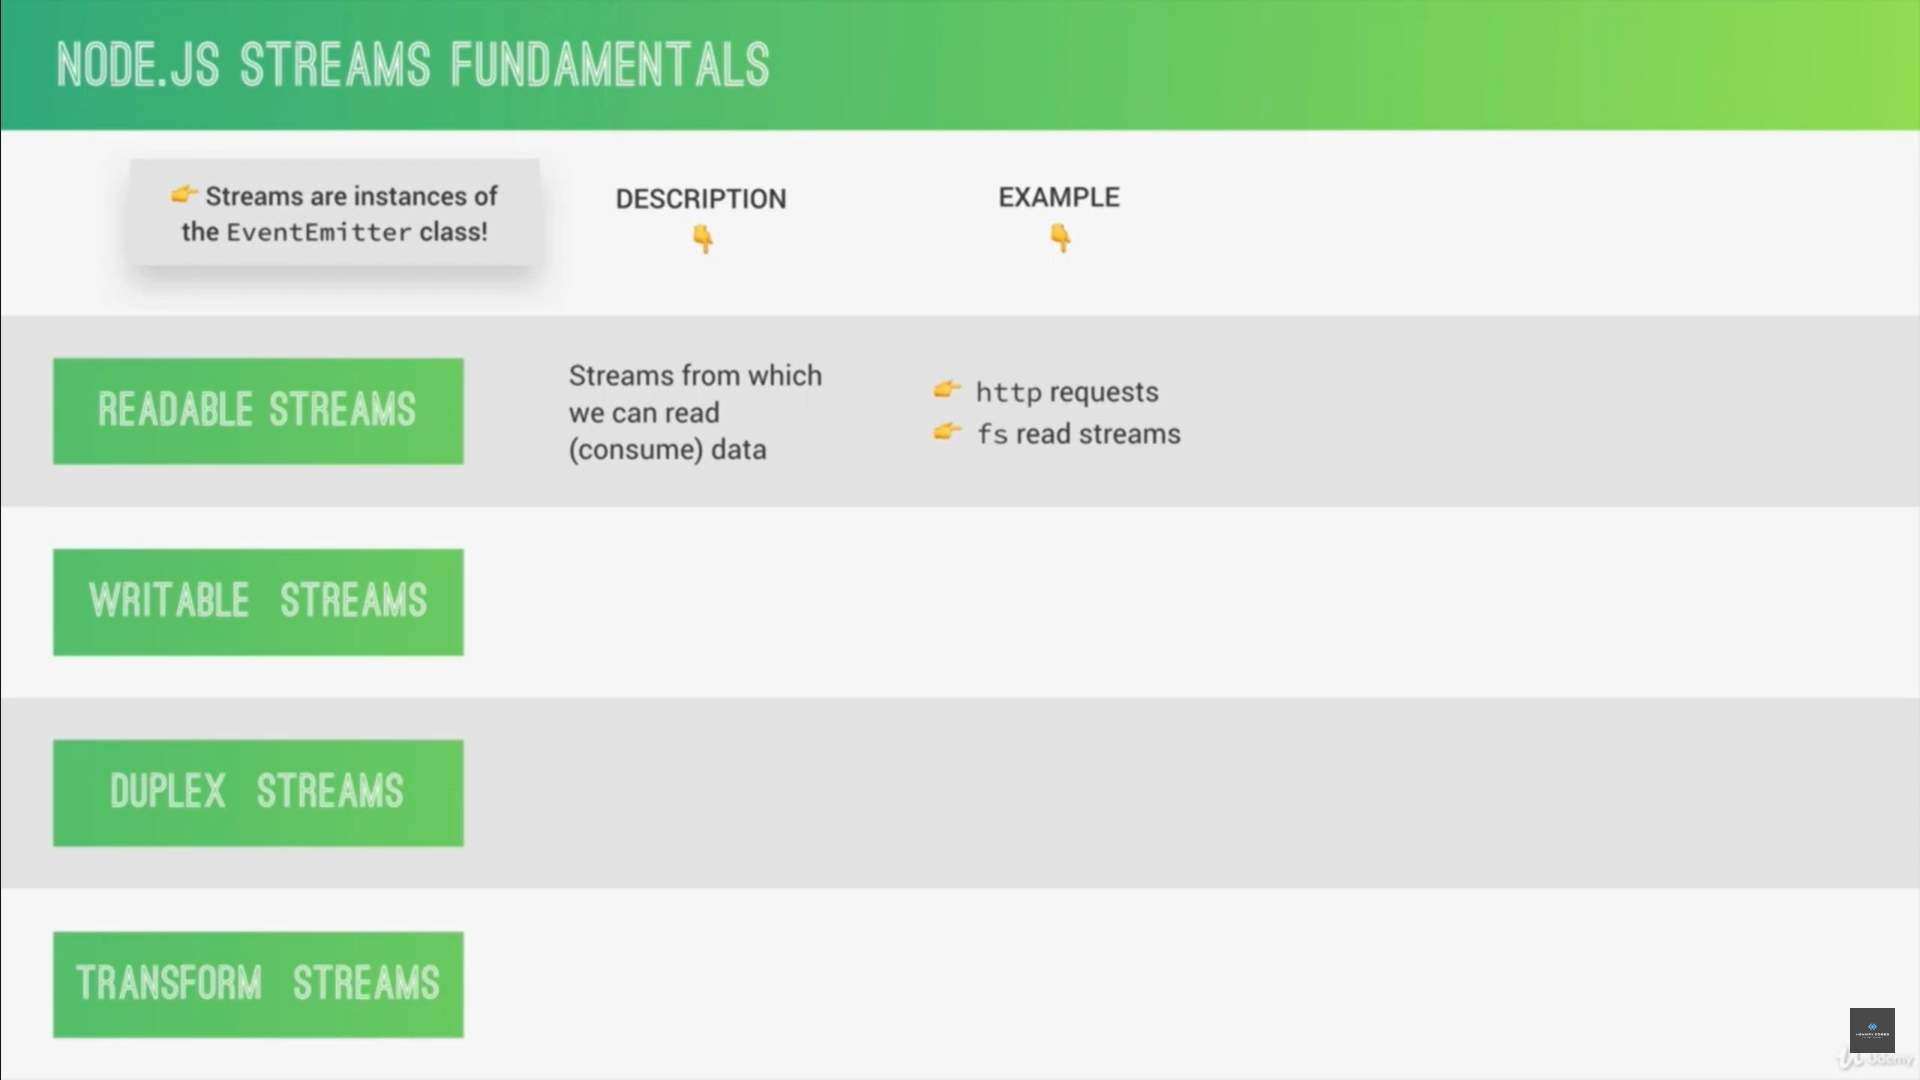 NODE.JS STREAMS FUNDAMENTALS
👉 Streams are instances of
the EventEmitter class!
DESCRIPTION
👇
EXAMPLE
👇
READABLE STREAMS
Streams from which
we can read
(consume) data
👉 http requests
👉 fs read streams
WRITABLE STREAMS
DUPLEX STREAMS
TRANSFORM STREAMS
Udemy